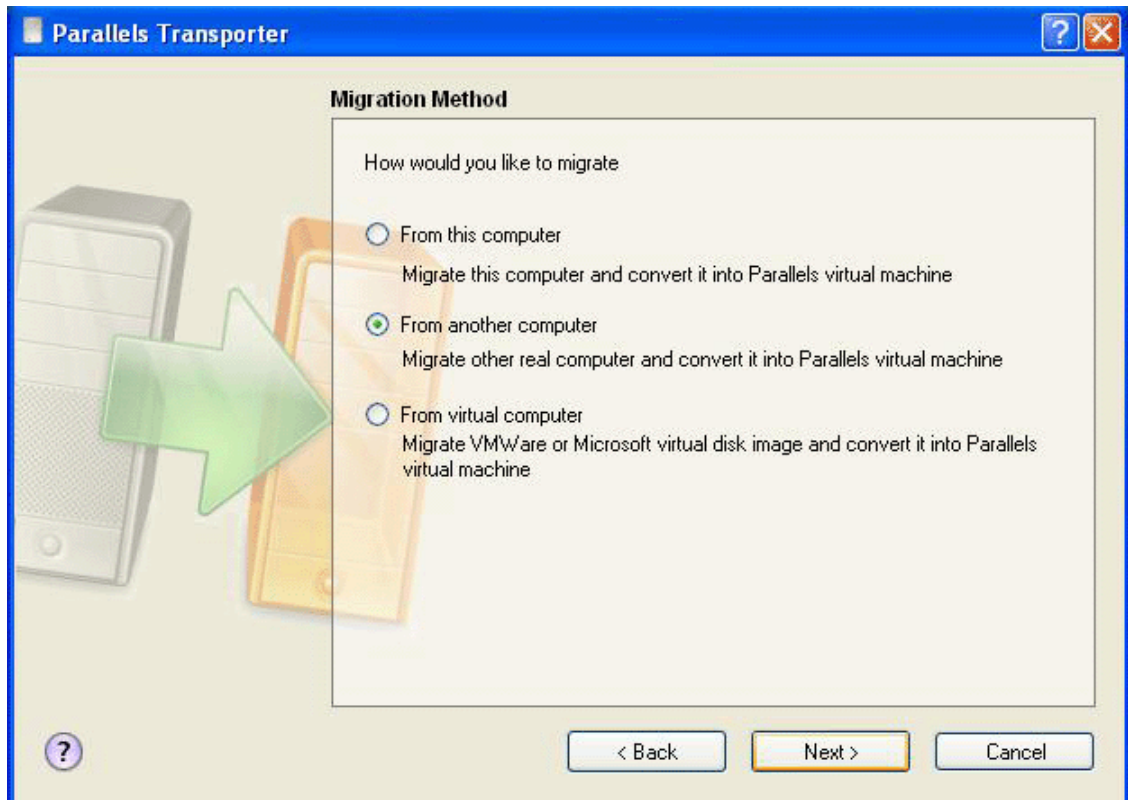 Parallels Transporter
?
Migration Method
How would you like to migrate
From this computer
Migrate this computer and convert it into Parallels virtual machine
From another computer
Migrate other real computer and convert it into Parallels virtual machine
From virtual computer
Migrate VMWare or Microsoft virtual disk image and convert it into Parallels
virtual machine
?
< Back
Next >
Cancel